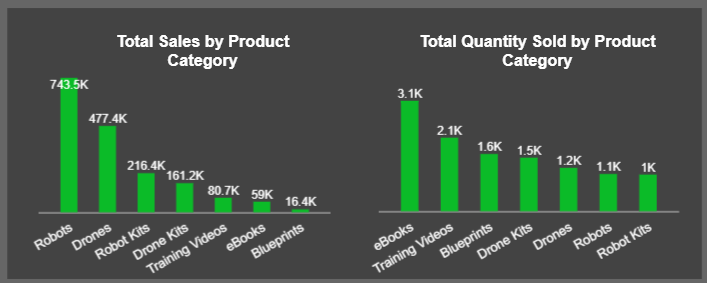 Total Sales by Product
Category
743.5K
477.4K
216.4K
161.2K
80.7K
59K
16.4K
Robots
Drones
Robot Kits
Drone Kits
Training Videos
eBooks
Blueprints
Total Quantity Sold by Product
Category
3.1K
2.1K
1.6K
1.5K
1.2K
1.1K
1K
eBooks
Training Videos
Blueprints
Drone Kits
Drones
Robots
Robot Kits